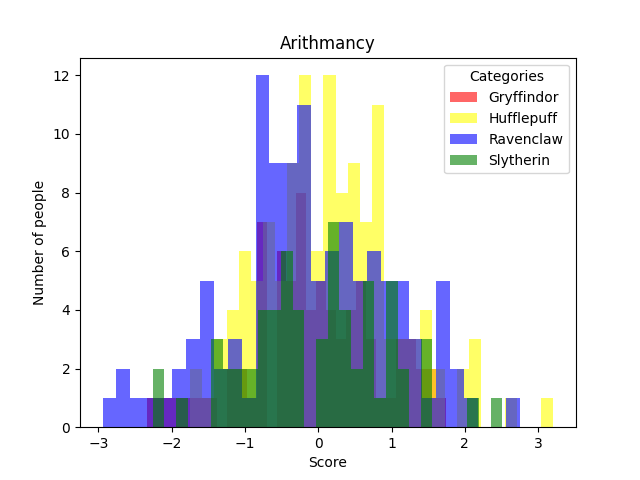 Arithmancy
Categories
Gryffindor
Hufflepuff
Ravenclaw
Slytherin
12
10
8
6
4
2
0
Number of people
−3
−2
−1
0
1
2
3
Score